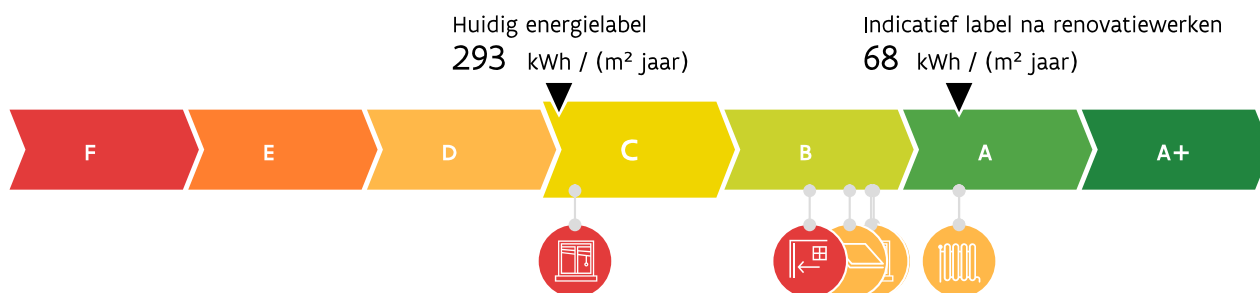 Huidig energielabel
293 kWh / (m² jaar)
Indicatief label na renovatiewerken
68 kWh / (m² jaar)
F E D C B A A+